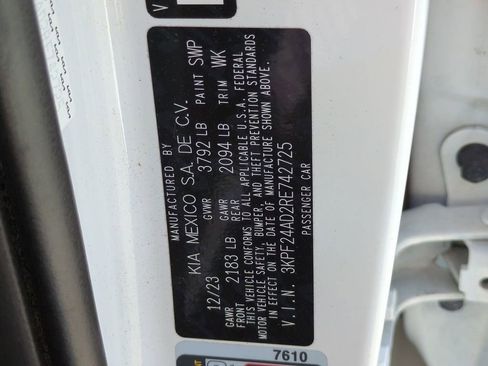 V
MANUFACTURED BY
KIA MEXICO S.A. DE C.V.
12/23 GVWR 3792 LB PAINT SWP
GAWR FRONT 2183 LB GAWR REAR 2094 LB TRIM WK
THIS VEHICLE CONFORMS TO ALL APPLICABLE U.S.A. FEDERAL
MOTOR VEHICLE SAFETY, BUMPER, AND THEFT PREVENTION STANDARDS
IN EFFECT ON THE DATE OF MANUFACTURE SHOWN ABOVE.
V.I.N. 3KPF24AD2RE742725
PASSENGER CAR
7610